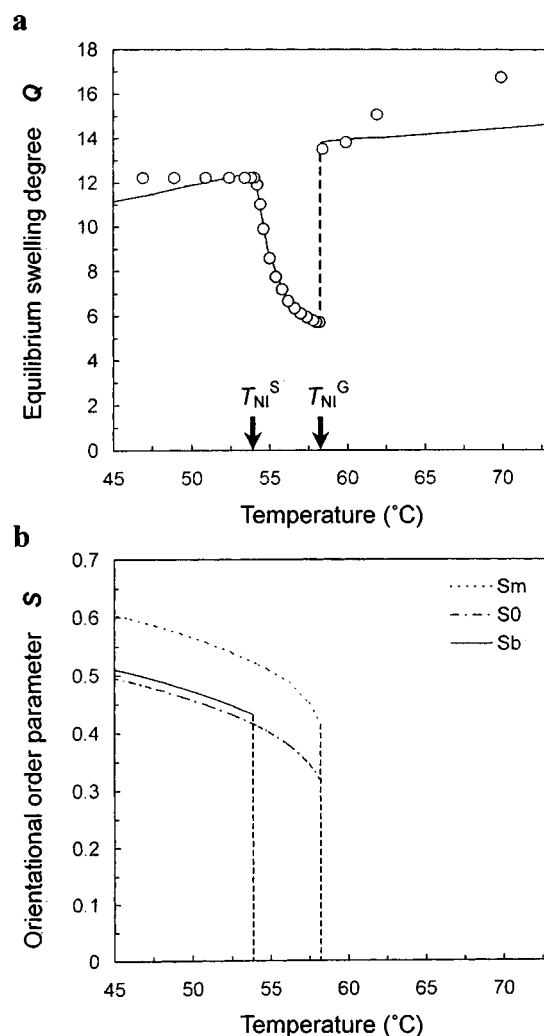 a
18
16
14
12
10
8
6
4
2
0
Equilibrium swelling degree Q
T_NI^S
T_NI^G
45 50 55 60 65 70
Temperature (°C)
b
0.7
0.6
0.5
0.4
0.3
0.2
0.1
0
Orientational order parameter S
Sm
S0
Sb
45 50 55 60 65 70
Temperature (°C)